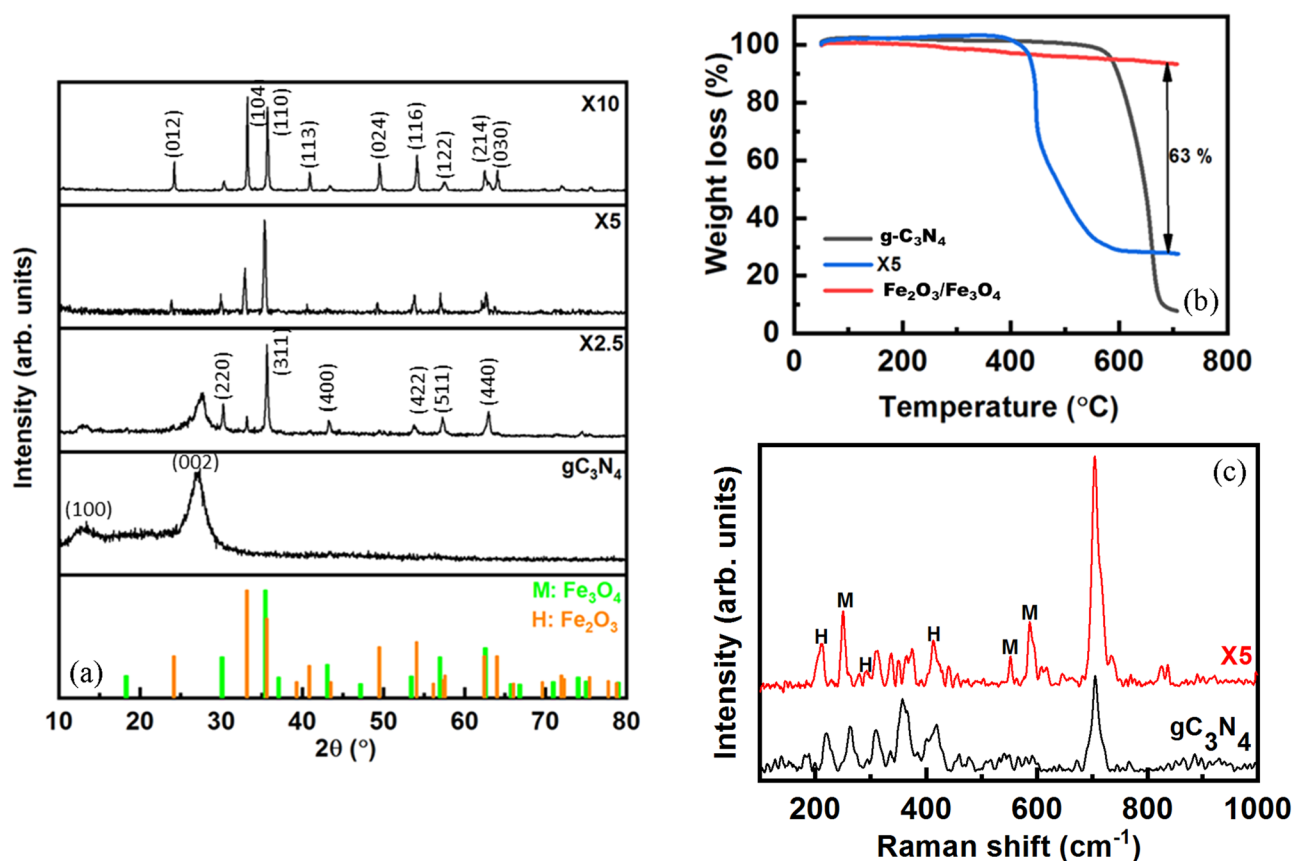 X10
(012)
(104)
(110)
(113)
(024)
(116)
(122)
(214)
(030)
X5
X2.5
(220)
(311)
(400)
(422)
(511)
(440)
gC3N4
(100)
(002)
M: Fe3O4
H: Fe2O3
(a)
10 20 30 40 50 60 70 80
2θ (°)
Intensity (arb. units)
Weight loss (%)
100
80
60
40
20
0
63 %
g-C3N4
X5
Fe2O3/Fe3O4
(b)
0 200 400 600 800
Temperature (°C)
(c)
Intensity (arb. units)
H
M
H
H
M
M
X5
gC3N4
200 400 600 800 1000
Raman shift (cm-1)